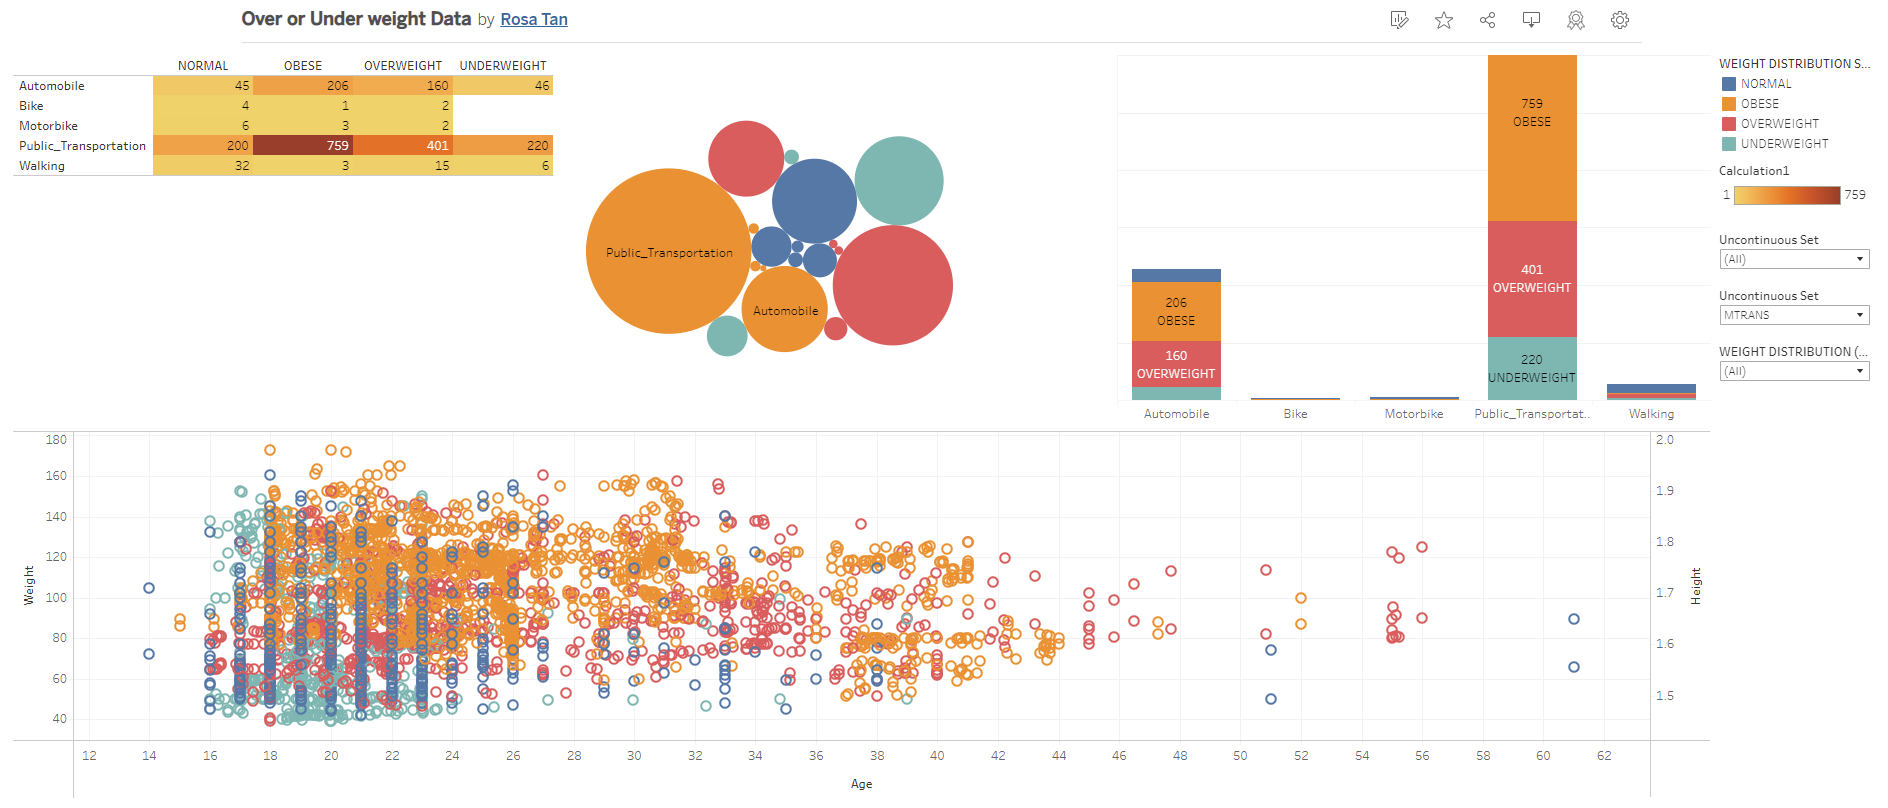 Over or Under weight Data by Rosa Tan
NORMAL OBESE OVERWEIGHT UNDERWEIGHT
Automobile 45 206 160 46
Bike 4 1 2
Motorbike 6 3 2
Public_Transportation 200 759 401 220
Walking 32 3 15 6
Public_Transportation
Automobile
759
OBESE
401
OVERWEIGHT
220
UNDERWEIGHT
206
OBESE
160
OVERWEIGHT
Automobile Bike Motorbike Public_Transportat.. Walking
WEIGHT DISTRIBUTION S...
NORMAL
OBESE
OVERWEIGHT
UNDERWEIGHT
Calculation1
1 759
Uncontinuous Set
(All)
Uncontinuous Set
MTRANS
WEIGHT DISTRIBUTION (...
(All)
180
160
140
120
100
80
60
40
Weight
2.0
1.9
1.8
1.7
1.6
1.5
Height
12 14 16 18 20 22 24 26 28 30 32 34 36 38 40 42 44 46 48 50 52 54 56 58 60 62
Age